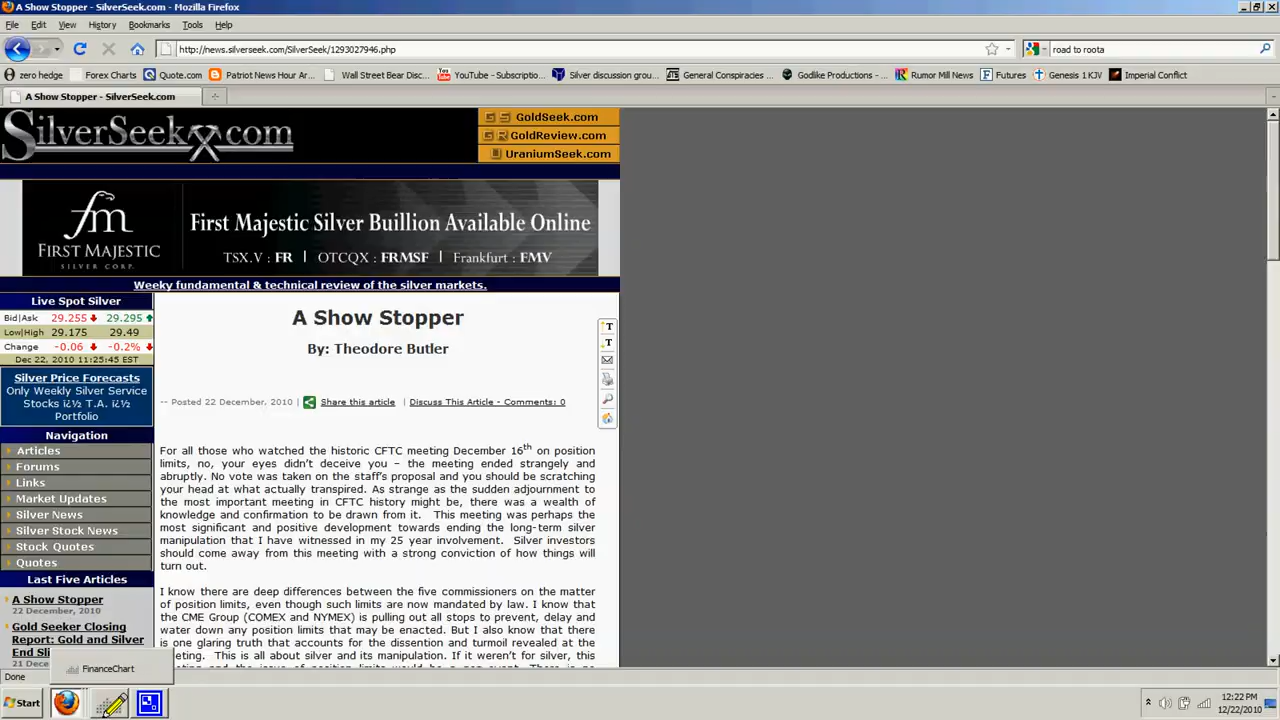 A Show Stopper - SilverSeek.com - Mozilla Firefox
File Edit View History Bookmarks Tools Help
http://news.silverseek.com/SilverSeek/1293027946.php
road to roota
zero hedge Forex Charts Quote.com Patriot News Hour Ar... Wall Street Bear Disc... YouTube - Subscriptio... Silver discussion grou... General Conspiracies ... Godlike Productions - ... Rumor Mill News Futures Genesis 1 KJV Imperial Conflict
A Show Stopper - SilverSeek.com
SilverSeek.com
GS GoldSeek.com
GR GoldReview.com
U UraniumSeek.com
fm
FIRST MAJESTIC
SILVER CORP.
First Majestic Silver Buillion Available Online
TSX.V : FR | OTCQX : FRMSF | Frankfurt : FMV
Weeky fundamental & technical review of the silver markets.
Live Spot Silver
Bid|Ask 29.255 29.295
Low|High 29.175 29.49
Change -0.06 -0.2%
Dec 22, 2010 11:25:45 EST
Silver Price Forecasts
Only Weekly Silver Service
Stocks ï¿½ T.A. ï¿½
Portfolio
Navigation
Articles
Forums
Links
Market Updates
Silver News
Silver Stock News
Stock Quotes
Quotes
Last Five Articles
A Show Stopper
22 December, 2010
Gold Seeker Closing
Report: Gold and Silver
End Sli
21 Dec
A Show Stopper
By: Theodore Butler
-- Posted 22 December, 2010 | Share this article | Discuss This Article - Comments: 0
T
T
For all those who watched the historic CFTC meeting December 16th on position
limits, no, your eyes didn't deceive you – the meeting ended strangely and
abruptly. No vote was taken on the staff's proposal and you should be scratching
your head at what actually transpired. As strange as the sudden adjournment to
the most important meeting in CFTC history might be, there was a wealth of
knowledge and confirmation to be drawn from it. This meeting was perhaps the
most significant and positive development towards ending the long-term silver
manipulation that I have witnessed in my 25 year involvement. Silver investors
should come away from this meeting with a strong conviction of how things will
turn out.
I know there are deep differences between the five commissioners on the matter
of position limits, even though such limits are now mandated by law. I know that
the CME Group (COMEX and NYMEX) is pulling out all stops to prevent, delay and
water down any position limits that may be enacted. But I also know that there
is one glaring truth that accounts for the dissention and turmoil revealed at the
meeting. This is all about silver and its manipulation. If it weren't for silver, this
FinanceChart
Done
Start
12:22 PM
12/22/2010